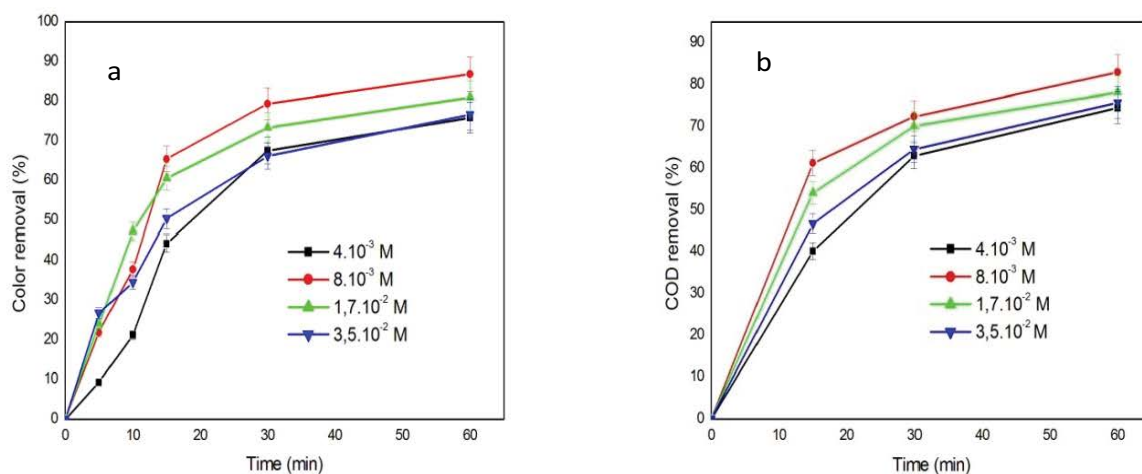 a
Color removal (%)
100
90
80
70
60
50
40
30
20
10
0
4.10⁻³ M
8.10⁻³ M
1,7.10⁻² M
3,5.10⁻² M
0 10 20 30 40 50 60
Time (min)
b
COD removal (%)
90
80
70
60
50
40
30
20
10
0
4.10⁻³ M
8.10⁻³ M
1,7.10⁻² M
3,5.10⁻² M
0 10 20 30 40 50 60
Time (min)